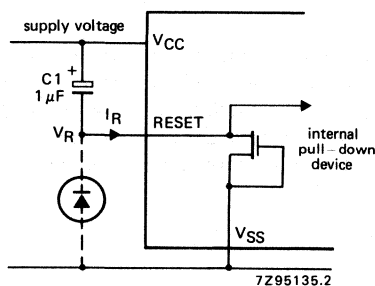 supply voltage
VCC
C1
+
1 μF
IR
VR
RESET
internal
pull-down
device
VSS
7Z95135.2